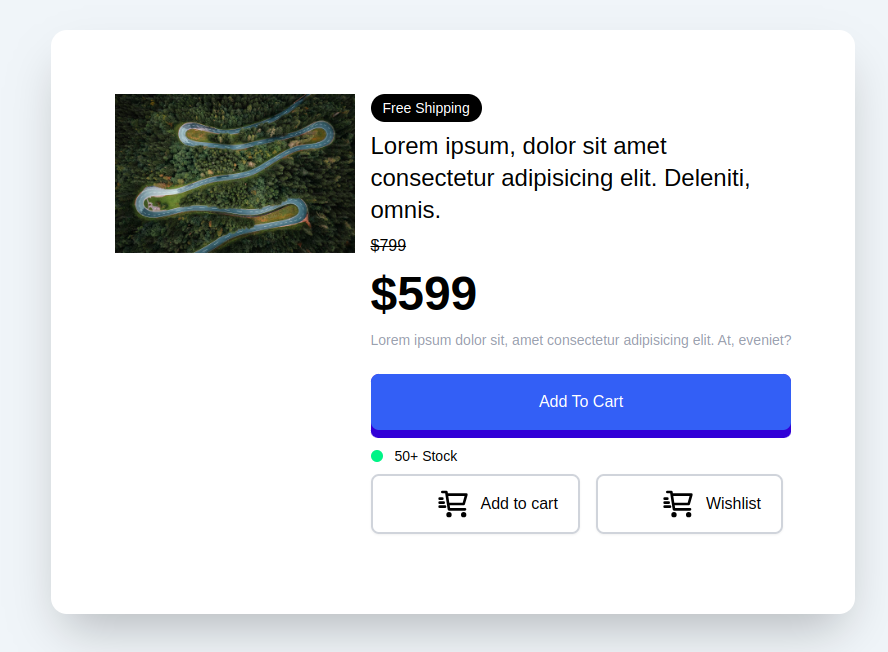 Free Shipping
Lorem ipsum, dolor sit amet
consectetur adipisicing elit. Deleniti,
omnis.
$799
$599
Lorem ipsum dolor sit, amet consectetur adipisicing elit. At, eveniet?
Add To Cart
50+ Stock
Add to cart
Wishlist